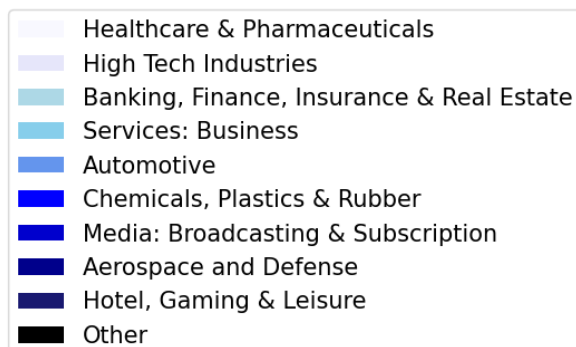 Healthcare & Pharmaceuticals
High Tech Industries
Banking, Finance, Insurance & Real Estate
Services: Business
Automotive
Chemicals, Plastics & Rubber
Media: Broadcasting & Subscription
Aerospace and Defense
Hotel, Gaming & Leisure
Other